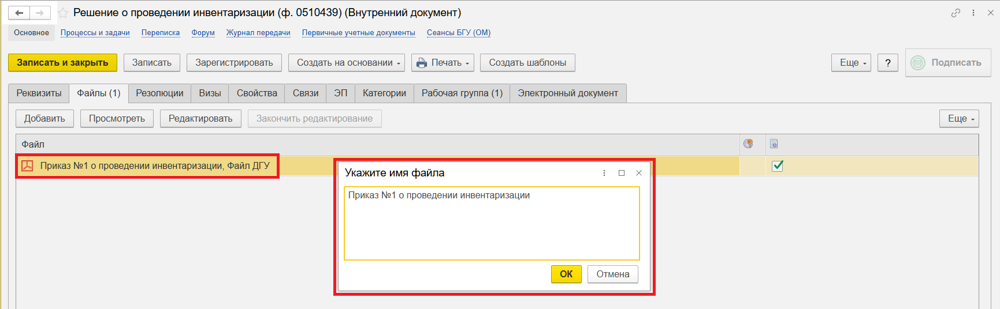 Решение о проведении инвентаризации (ф. 0510439) (Внутренний документ)
Основное Процессы и задачи Переписка Форум Журнал передачи Первичные учетные документы Сеансы БГУ (ОМ)
Записать и закрыть Записать Зарегистрировать Создать на основании Печать Создать шаблоны Еще ? Подписать
Реквизиты Файлы (1) Резолюции Визы Свойства Связи ЭП Категории Рабочая группа (1) Электронный документ
Добавить Просмотреть Редактировать Закончить редактирование Еще
Файл
Приказ №1 о проведении инвентаризации, Файл ДГУ
Укажите имя файла
Приказ №1 о проведении инвентаризации
ОК Отмена